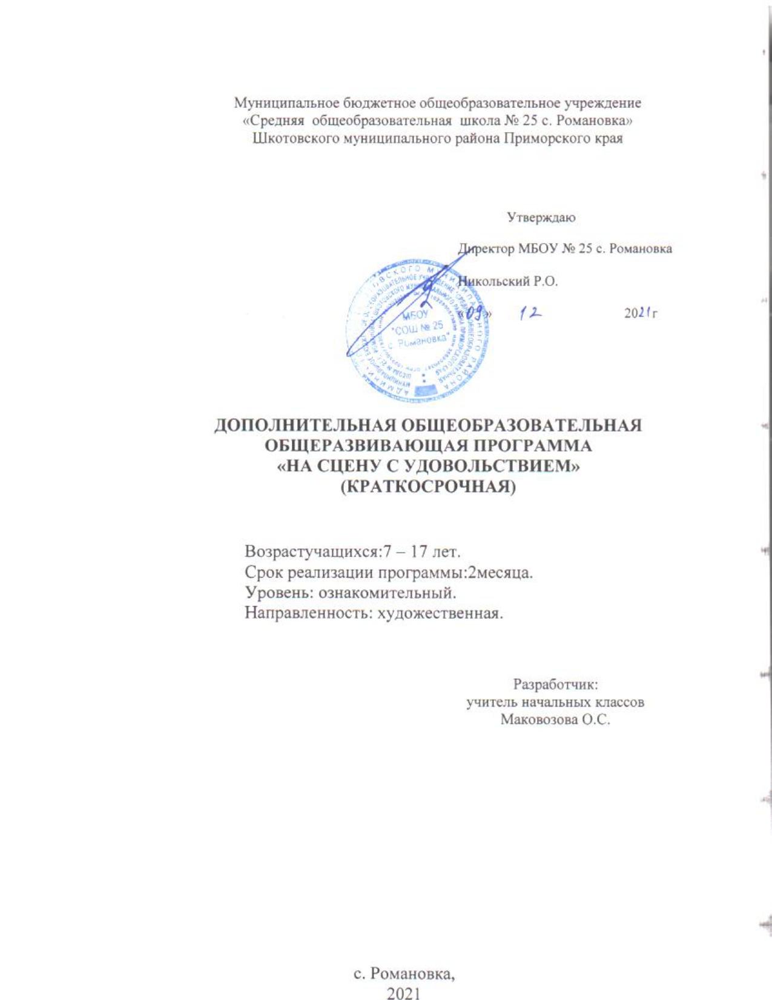 Муниципальное бюджетное общеобразовательное учреждение
«Средняя общеобразовательная школа № 25 с. Романовка»
Шкотовского муниципального района Приморского края
Утверждаю
Директор МБОУ № 25 с. Романовка
Никольский Р.О.
«09» 12 2021г
МБОУ
"СОШ № 25
с. Романовка"
ДОПОЛНИТЕЛЬНАЯ ОБЩЕОБРАЗОВАТЕЛЬНАЯ
ОБЩЕРАЗВИВАЮЩАЯ ПРОГРАММА
«НА СЦЕНУ С УДОВОЛЬСТВИЕМ»
(КРАТКОСРОЧНАЯ)
Возрастучащихся:7 – 17 лет.
Срок реализации программы:2месяца.
Уровень: ознакомительный.
Направленность: художественная.
Разработчик:
учитель начальных классов
Маковозова О.С.
с. Романовка,
2021